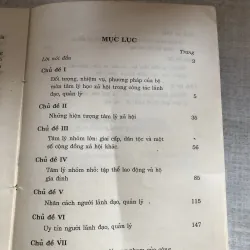 MỤC LỤC
Trang
Lời nói đầu 3
Chủ đề I
Đối tượng, nhiệm vụ, phương pháp của bộ
môn tâm lý học xã hội trong công tác lãnh
đạo, quản lý 5
Chủ đề II
Những hiện tượng tâm lý xã hội 36
Chủ đề III
Tâm lý nhóm lớn: giai cấp, dân tộc và một
số cộng đồng xã hội khác 56
Chủ đề IV
Tâm lý nhóm nhỏ: tập thể lao động và hộ
gia đình 85
Chủ đề V
Nhân cách người lãnh đạo, quản lý 115
Chủ đề VI
Uy tín người lãnh đạo, quản lý 147
Chủ đề VII